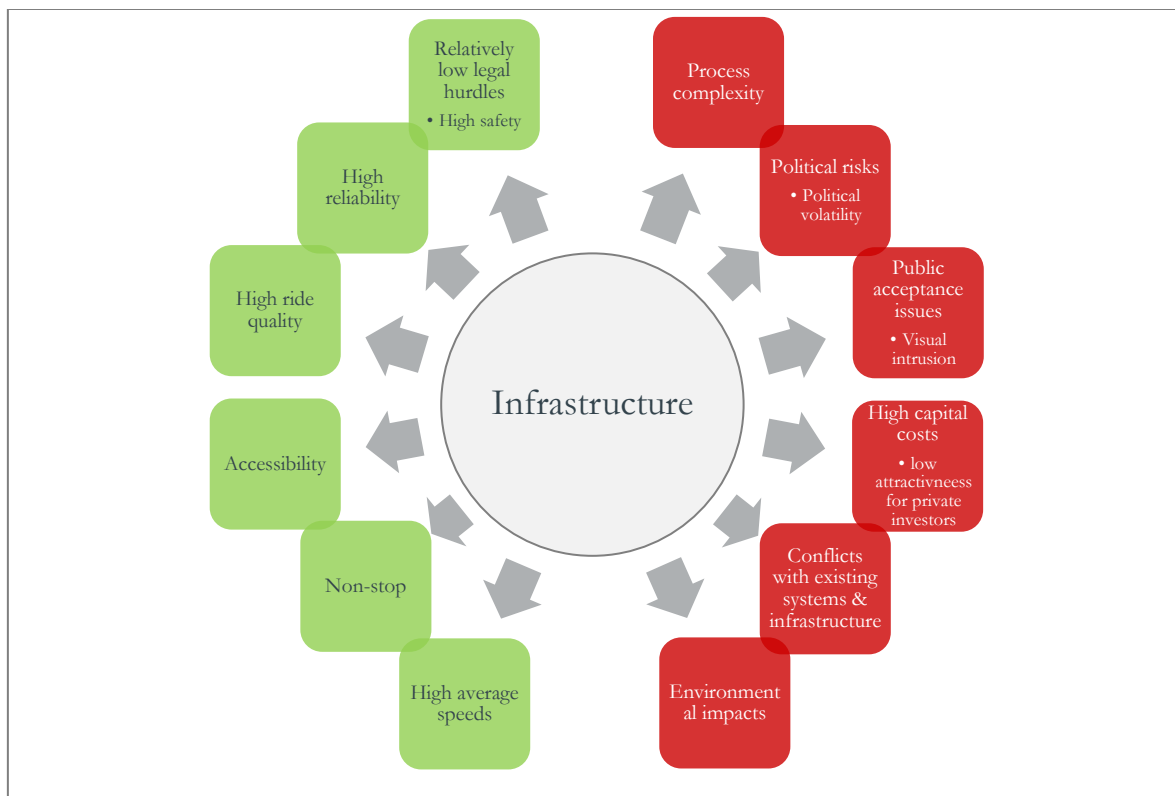 Relatively
low legal
hurdles
• High safety
High
reliability
High ride
quality
Accessibility
Non-stop
High average
speeds
Infrastructure
Process
complexity
Political risks
• Political
volatility
Public
acceptance
issues
• Visual
intrusion
High capital
costs
• low
attractivneess
for private
investors
Conflicts
with existing
systems &
infrastructure
Environment
al impacts